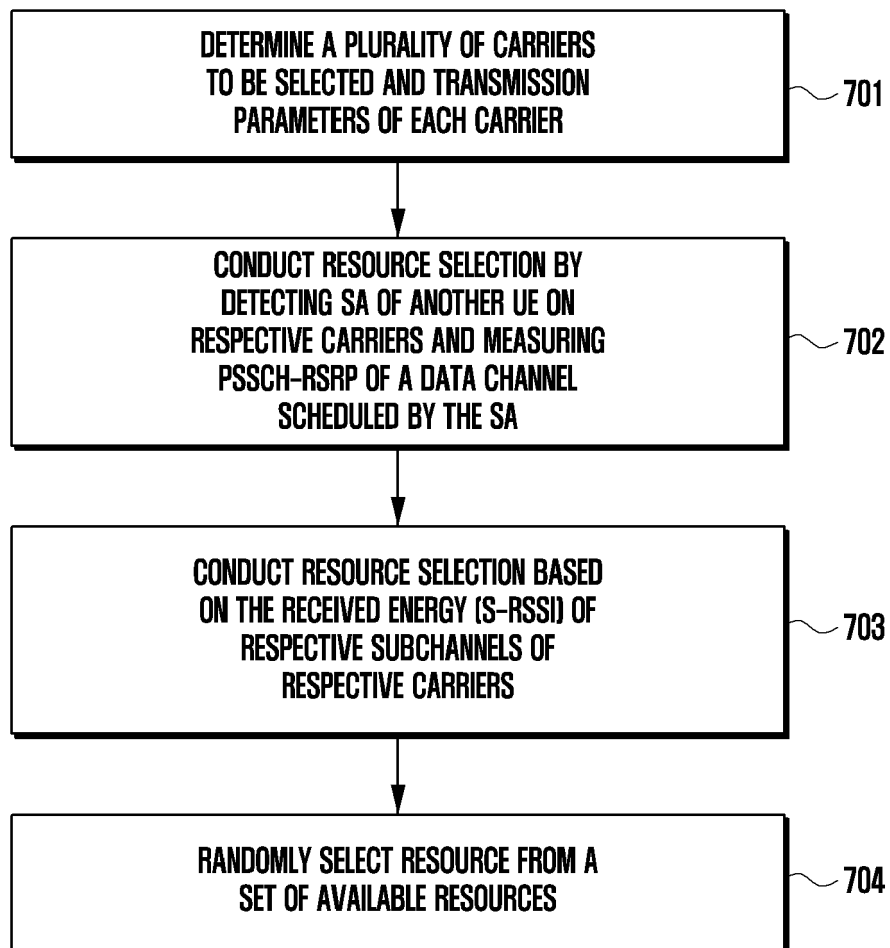 DETERMINE A PLURALITY OF CARRIERS
TO BE SELECTED AND TRANSMISSION
PARAMETERS OF EACH CARRIER
701
CONDUCT RESOURCE SELECTION BY
DETECTING SA OF ANOTHER UE ON
RESPECTIVE CARRIERS AND MEASURING
PSSCH-RSRP OF A DATA CHANNEL
SCHEDULED BY THE SA
702
CONDUCT RESOURCE SELECTION BASED
ON THE RECEIVED ENERGY (S-RSSI) OF
RESPECTIVE SUBCHANNELS OF
RESPECTIVE CARRIERS
703
RANDOMLY SELECT RESOURCE FROM A
SET OF AVAILABLE RESOURCES
704